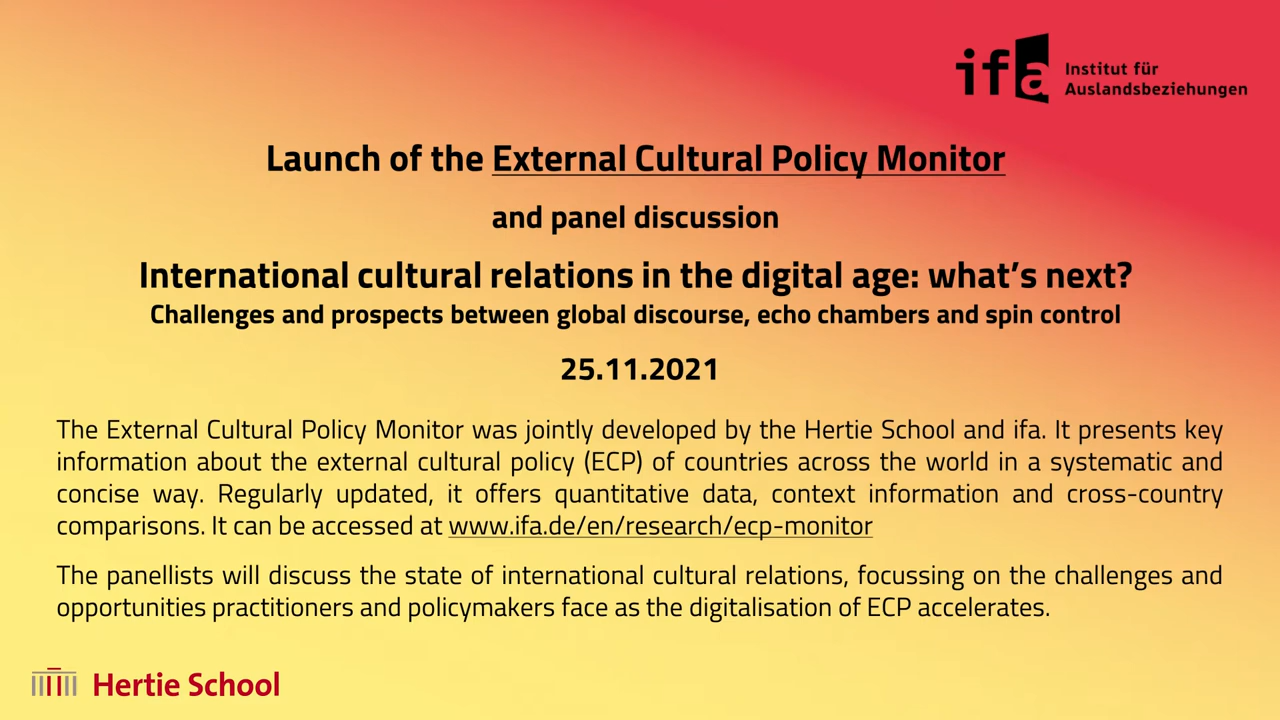 ifa Institut für
Auslandsbeziehungen
Launch of the External Cultural Policy Monitor
and panel discussion
International cultural relations in the digital age: what’s next?
Challenges and prospects between global discourse, echo chambers and spin control
25.11.2021
The External Cultural Policy Monitor was jointly developed by the Hertie School and ifa. It presents key
information about the external cultural policy (ECP) of countries across the world in a systematic and
concise way. Regularly updated, it offers quantitative data, context information and cross-country
comparisons. It can be accessed at www.ifa.de/en/research/ecp-monitor
The panellists will discuss the state of international cultural relations, focussing on the challenges and
opportunities practitioners and policymakers face as the digitalisation of ECP accelerates.
Hertie School